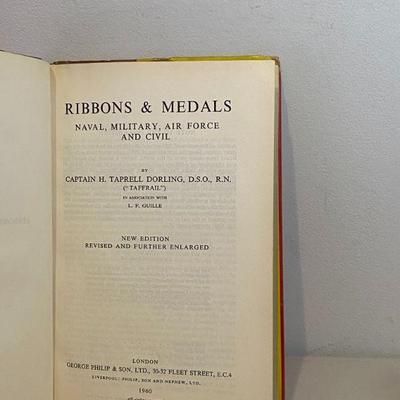 RIBBONS & MEDALS
NAVAL, MILITARY, AIR FORCE
AND CIVIL
BY
CAPTAIN H. TAPRELL DORLING, D.S.O., R.N.
("TAFFRAIL")
IN ASSOCIATION WITH
L. F. GUILLE
NEW EDITION
REVISED AND FURTHER ENLARGED
LONDON
GEORGE PHILIP & SON, LTD., 30-32 FLEET STREET, E.C.4
LIVERPOOL: PHILIP, SON AND NEPHEW, LTD.
1960